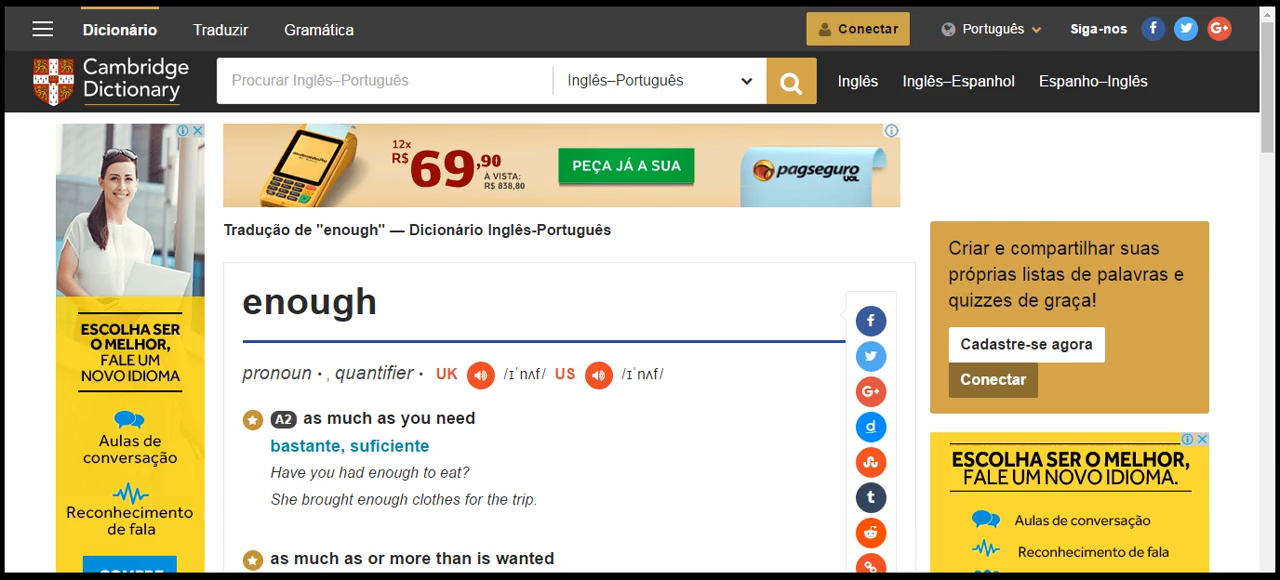 Dicionário
Traduzir
Gramática
Conectar
Português
Siga-nos
Cambridge
Dictionary
Procurar Inglês–Português
Inglês–Português
Inglês
Inglês–Espanhol
Espanho–Inglês
12x
R$ 69,90
À VISTA:
R$ 838,80
PEÇA JÁ A SUA
pagseguro
UOL
ESCOLHA SER
O MELHOR,
FALE UM
NOVO IDIOMA
Aulas de
conversação
Reconhecimento
de fala
Tradução de "enough" — Dicionário Inglês-Português
enough
pronoun • , quantifier • UK /ɪˈnʌf/ US /ɪˈnʌf/
A2 as much as you need
bastante, suficiente
Have you had enough to eat?
She brought enough clothes for the trip.
as much as or more than is wanted
Criar e compartilhar suas
próprias listas de palavras e
quizzes de graça!
Cadastre-se agora
Conectar
ESCOLHA SER O MELHOR,
FALE UM NOVO IDIOMA.
Aulas de conversação
Reconhecimento de fala